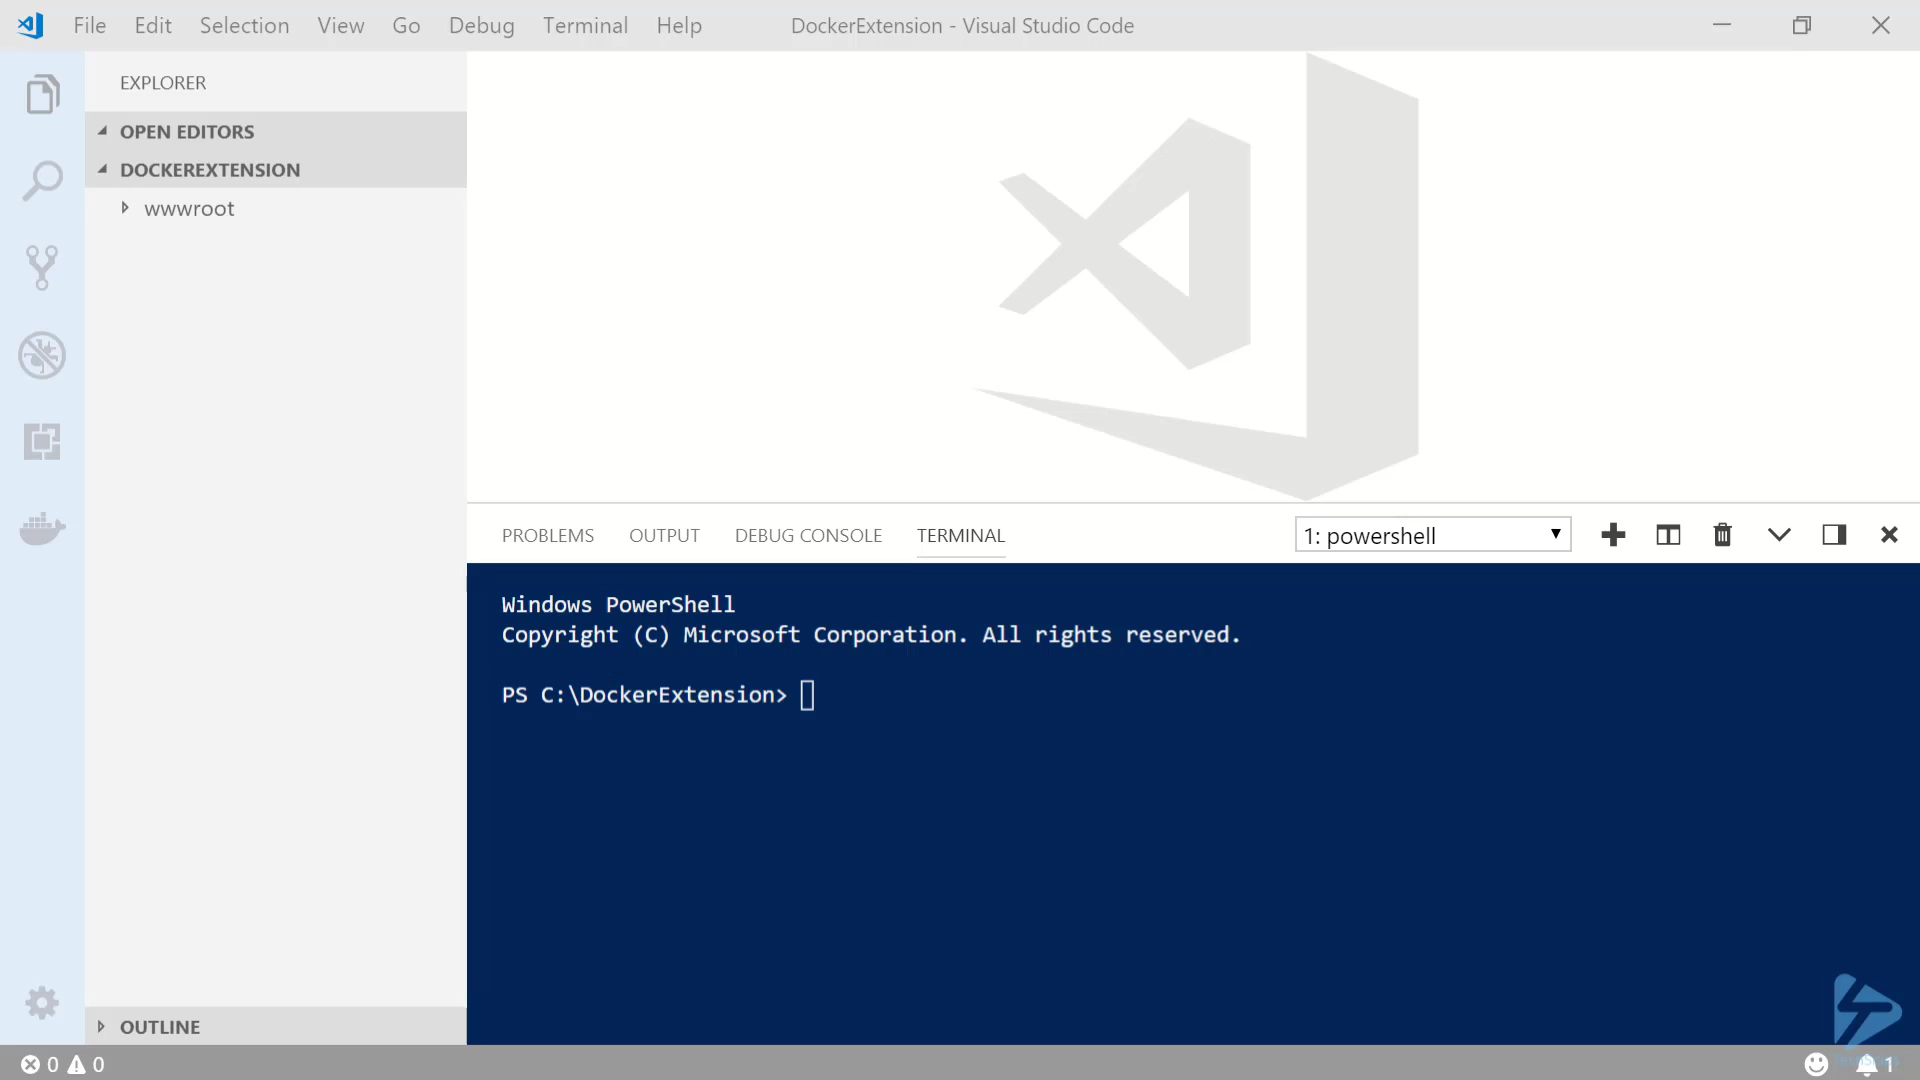 File Edit Selection View Go Debug Terminal Help DockerExtension - Visual Studio Code
EXPLORER
OPEN EDITORS
DOCKEREXTENSION
wwwroot
PROBLEMS OUTPUT DEBUG CONSOLE TERMINAL 1: powershell
Windows PowerShell
Copyright (C) Microsoft Corporation. All rights reserved.
PS C:\DockerExtension>
OUTLINE
0 0 1